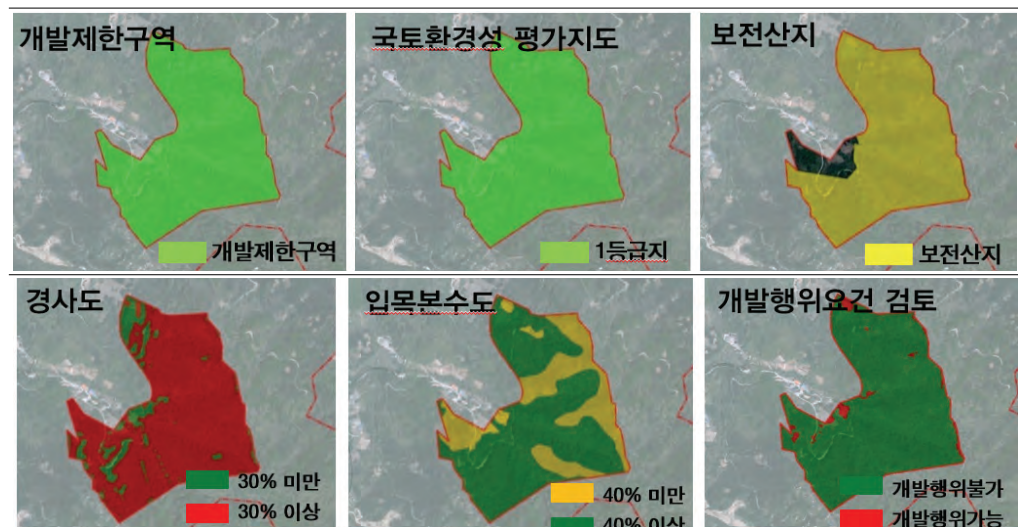 개발제한구역
국토환경성 평가지도
보전산지
개발제한구역
1등급지
보전산지
경사도
입목본수도
개발행위요건 검토
30% 미만
30% 이상
40% 미만
40% 이상
개발행위불가
개발행위가능